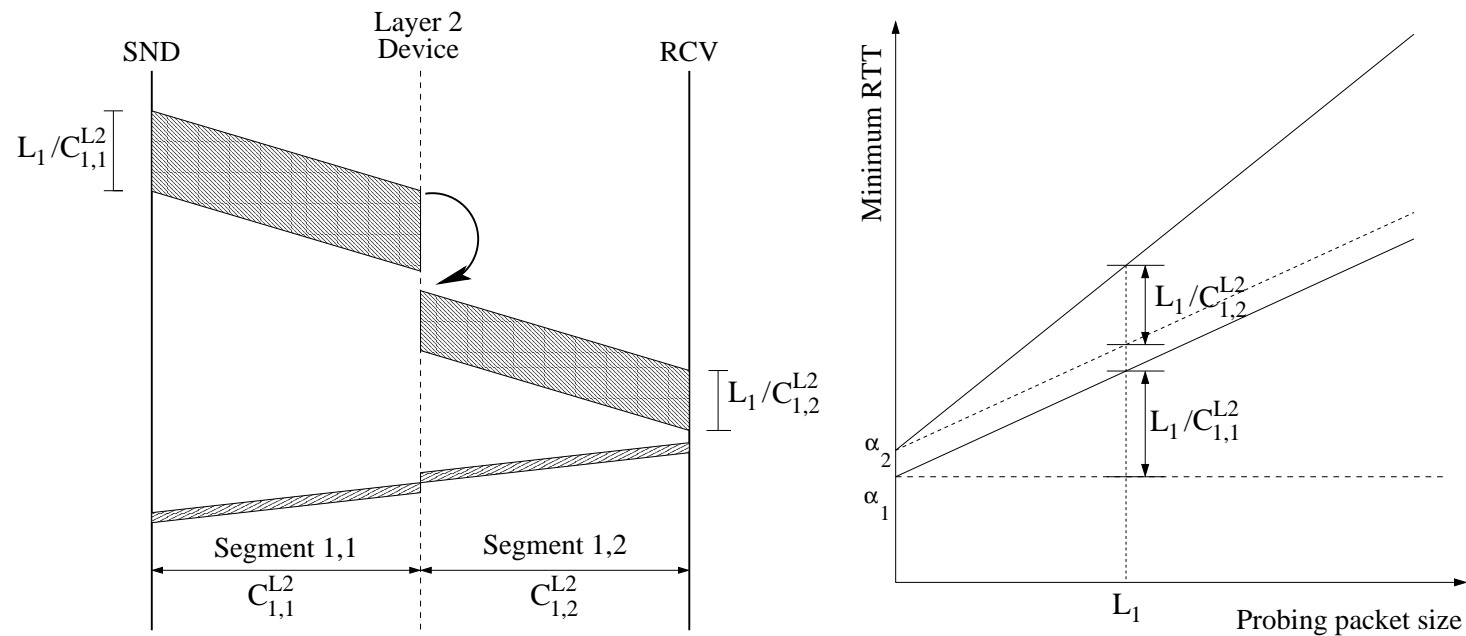 Layer 2
Device
SND
RCV
L₁/C₁,₁ᴸ²
L₁/C₁,₂ᴸ²
Segment 1,1
Segment 1,2
C₁,₁ᴸ²
C₁,₂ᴸ²
Minimum RTT
L₁/C₁,₂ᴸ²
L₁/C₁,₁ᴸ²
α₂
α₁
L₁
Probing packet size